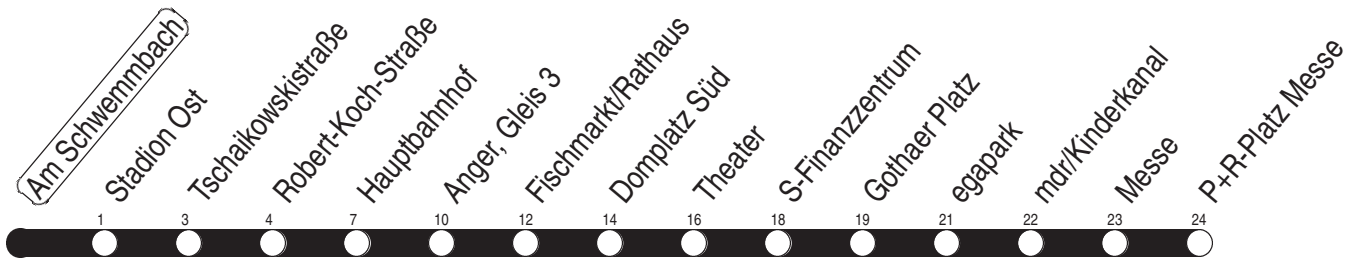 Am Schwemmbach
Stadion Ost
Tschaikowskistraße
Robert-Koch-Straße
Hauptbahnhof
Anger, Gleis 3
Fischmarkt/Rathaus
Domplatz Süd
Theater
S-Finanzzentrum
Gothaer Platz
egapark
mdr/Kinderkanal
Messe
P+R-Platz Messe
1 3 4 7 10 12 14 16 18 19 21 22 23 24